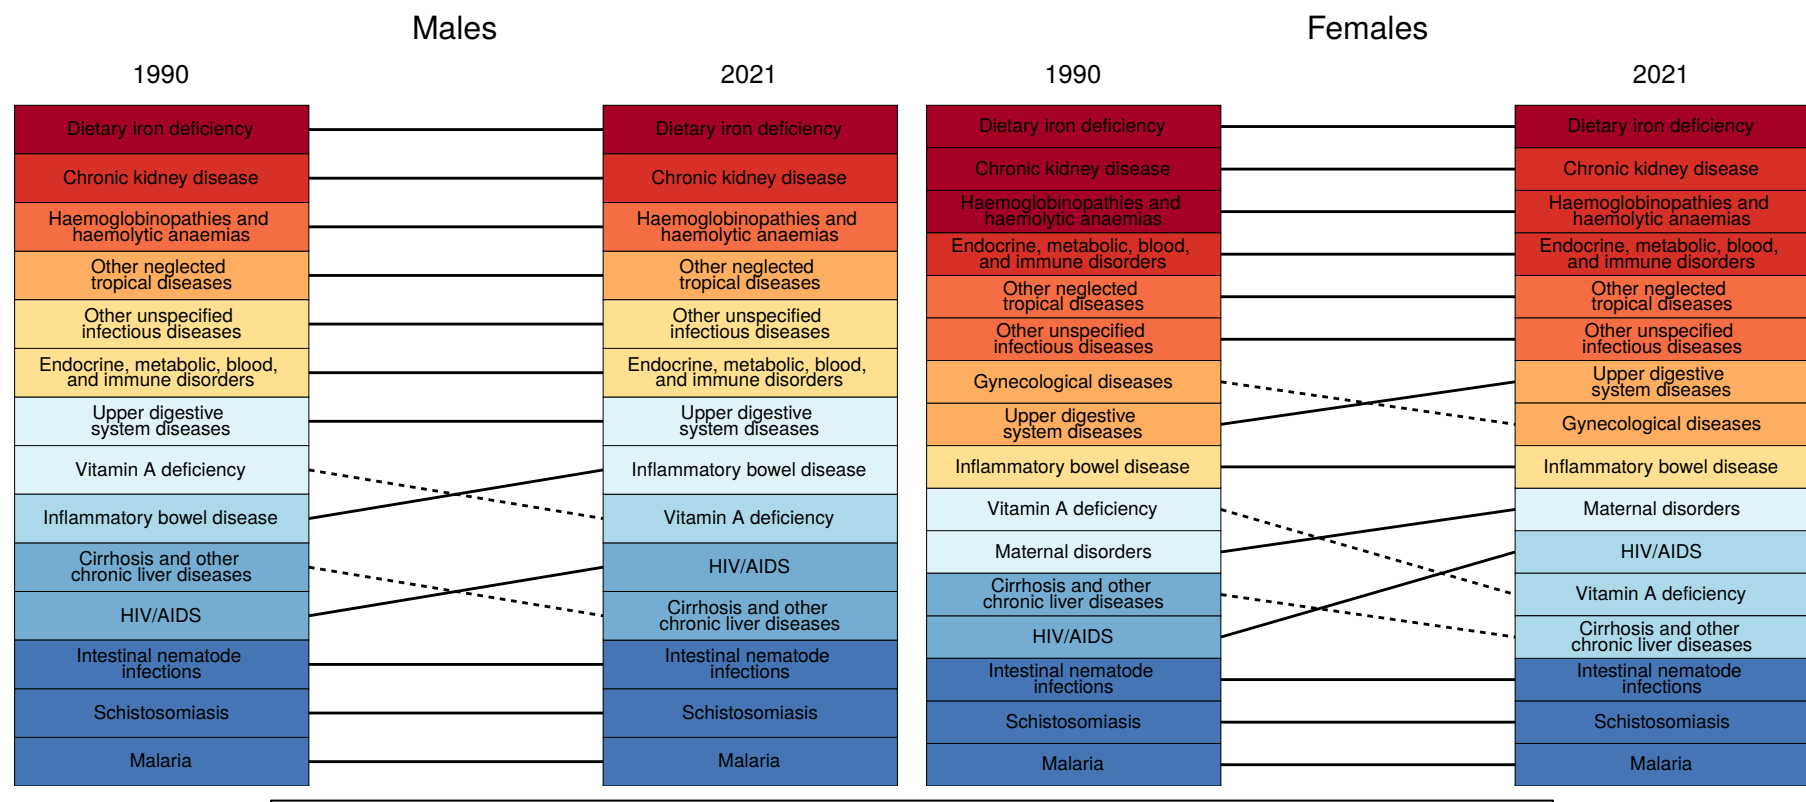 Males
1990
2021
Dietary iron deficiency
Chronic kidney disease
Haemoglobinopathies and
haemolytic anaemias
Other neglected
tropical diseases
Other unspecified
infectious diseases
Endocrine, metabolic, blood,
and immune disorders
Upper digestive
system diseases
Vitamin A deficiency
Inflammatory bowel disease
Cirrhosis and other
chronic liver diseases
HIV/AIDS
Intestinal nematode
infections
Schistosomiasis
Malaria
Dietary iron deficiency
Chronic kidney disease
Haemoglobinopathies and
haemolytic anaemias
Other neglected
tropical diseases
Other unspecified
infectious diseases
Endocrine, metabolic, blood,
and immune disorders
Upper digestive
system diseases
Inflammatory bowel disease
Vitamin A deficiency
HIV/AIDS
Cirrhosis and other
chronic liver diseases
Intestinal nematode
infections
Schistosomiasis
Malaria
Females
1990
2021
Dietary iron deficiency
Chronic kidney disease
Haemoglobinopathies and
haemolytic anaemias
Endocrine, metabolic, blood,
and immune disorders
Other neglected
tropical diseases
Other unspecified
infectious diseases
Gynecological diseases
Upper digestive
system diseases
Inflammatory bowel disease
Vitamin A deficiency
Maternal disorders
Cirrhosis and other
chronic liver diseases
HIV/AIDS
Intestinal nematode
infections
Schistosomiasis
Malaria
Dietary iron deficiency
Chronic kidney disease
Haemoglobinopathies and
haemolytic anaemias
Endocrine, metabolic, blood,
and immune disorders
Other neglected
tropical diseases
Other unspecified
infectious diseases
Upper digestive
system diseases
Gynecological diseases
Inflammatory bowel disease
Maternal disorders
HIV/AIDS
Vitamin A deficiency
Cirrhosis and other
chronic liver diseases
Intestinal nematode
infections
Schistosomiasis
Malaria